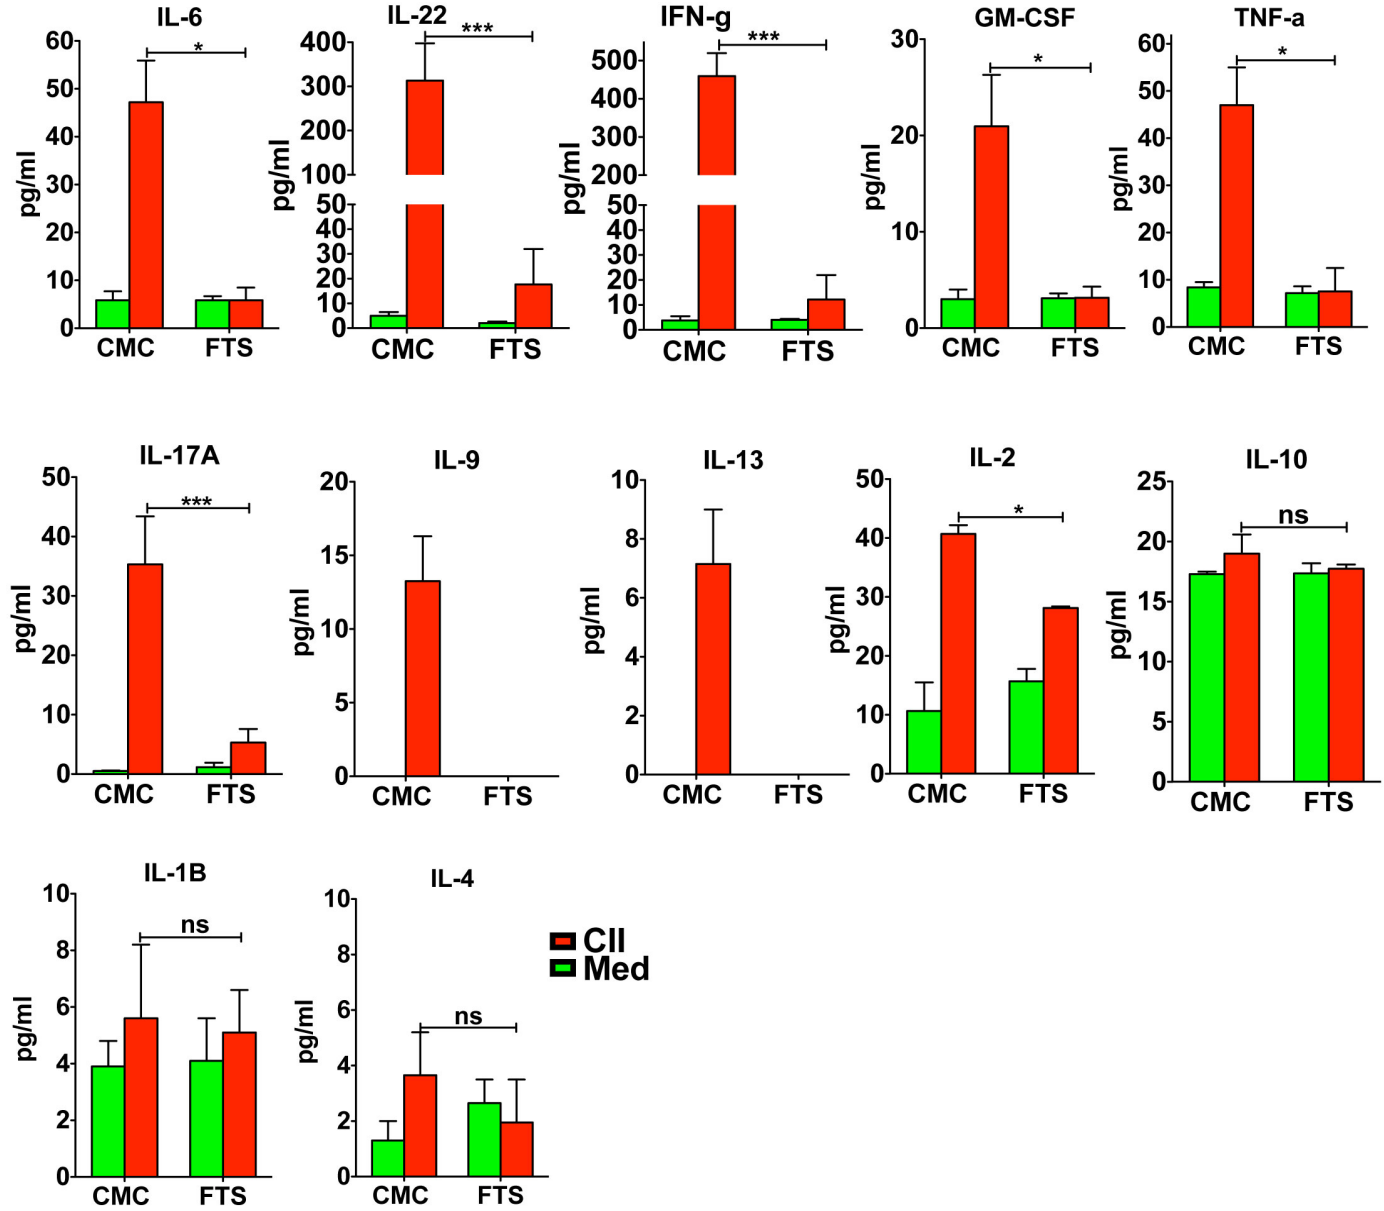 IL-6
60
50
40
30
20
10
0
pg/ml
*
CMC FTS
IL-22
400
300
200
100
50
40
30
20
10
0
pg/ml
***
CMC FTS
IFN-g
500
400
300
200
50
40
30
20
10
0
pg/ml
***
CMC FTS
GM-CSF
30
20
10
0
pg/ml
*
CMC FTS
TNF-a
60
50
40
30
20
10
0
pg/ml
*
CMC FTS
IL-17A
50
40
30
20
10
0
pg/ml
***
CMC FTS
IL-9
20
15
10
5
0
pg/ml
CMC FTS
IL-13
10
8
6
4
2
0
pg/ml
CMC FTS
IL-2
50
40
30
20
10
0
pg/ml
*
CMC FTS
IL-10
25
20
15
10
5
0
pg/ml
ns
CMC FTS
IL-1B
10
8
6
4
2
0
pg/ml
ns
CMC FTS
IL-4
10
8
6
4
2
0
pg/ml
ns
CMC FTS
CII
Med